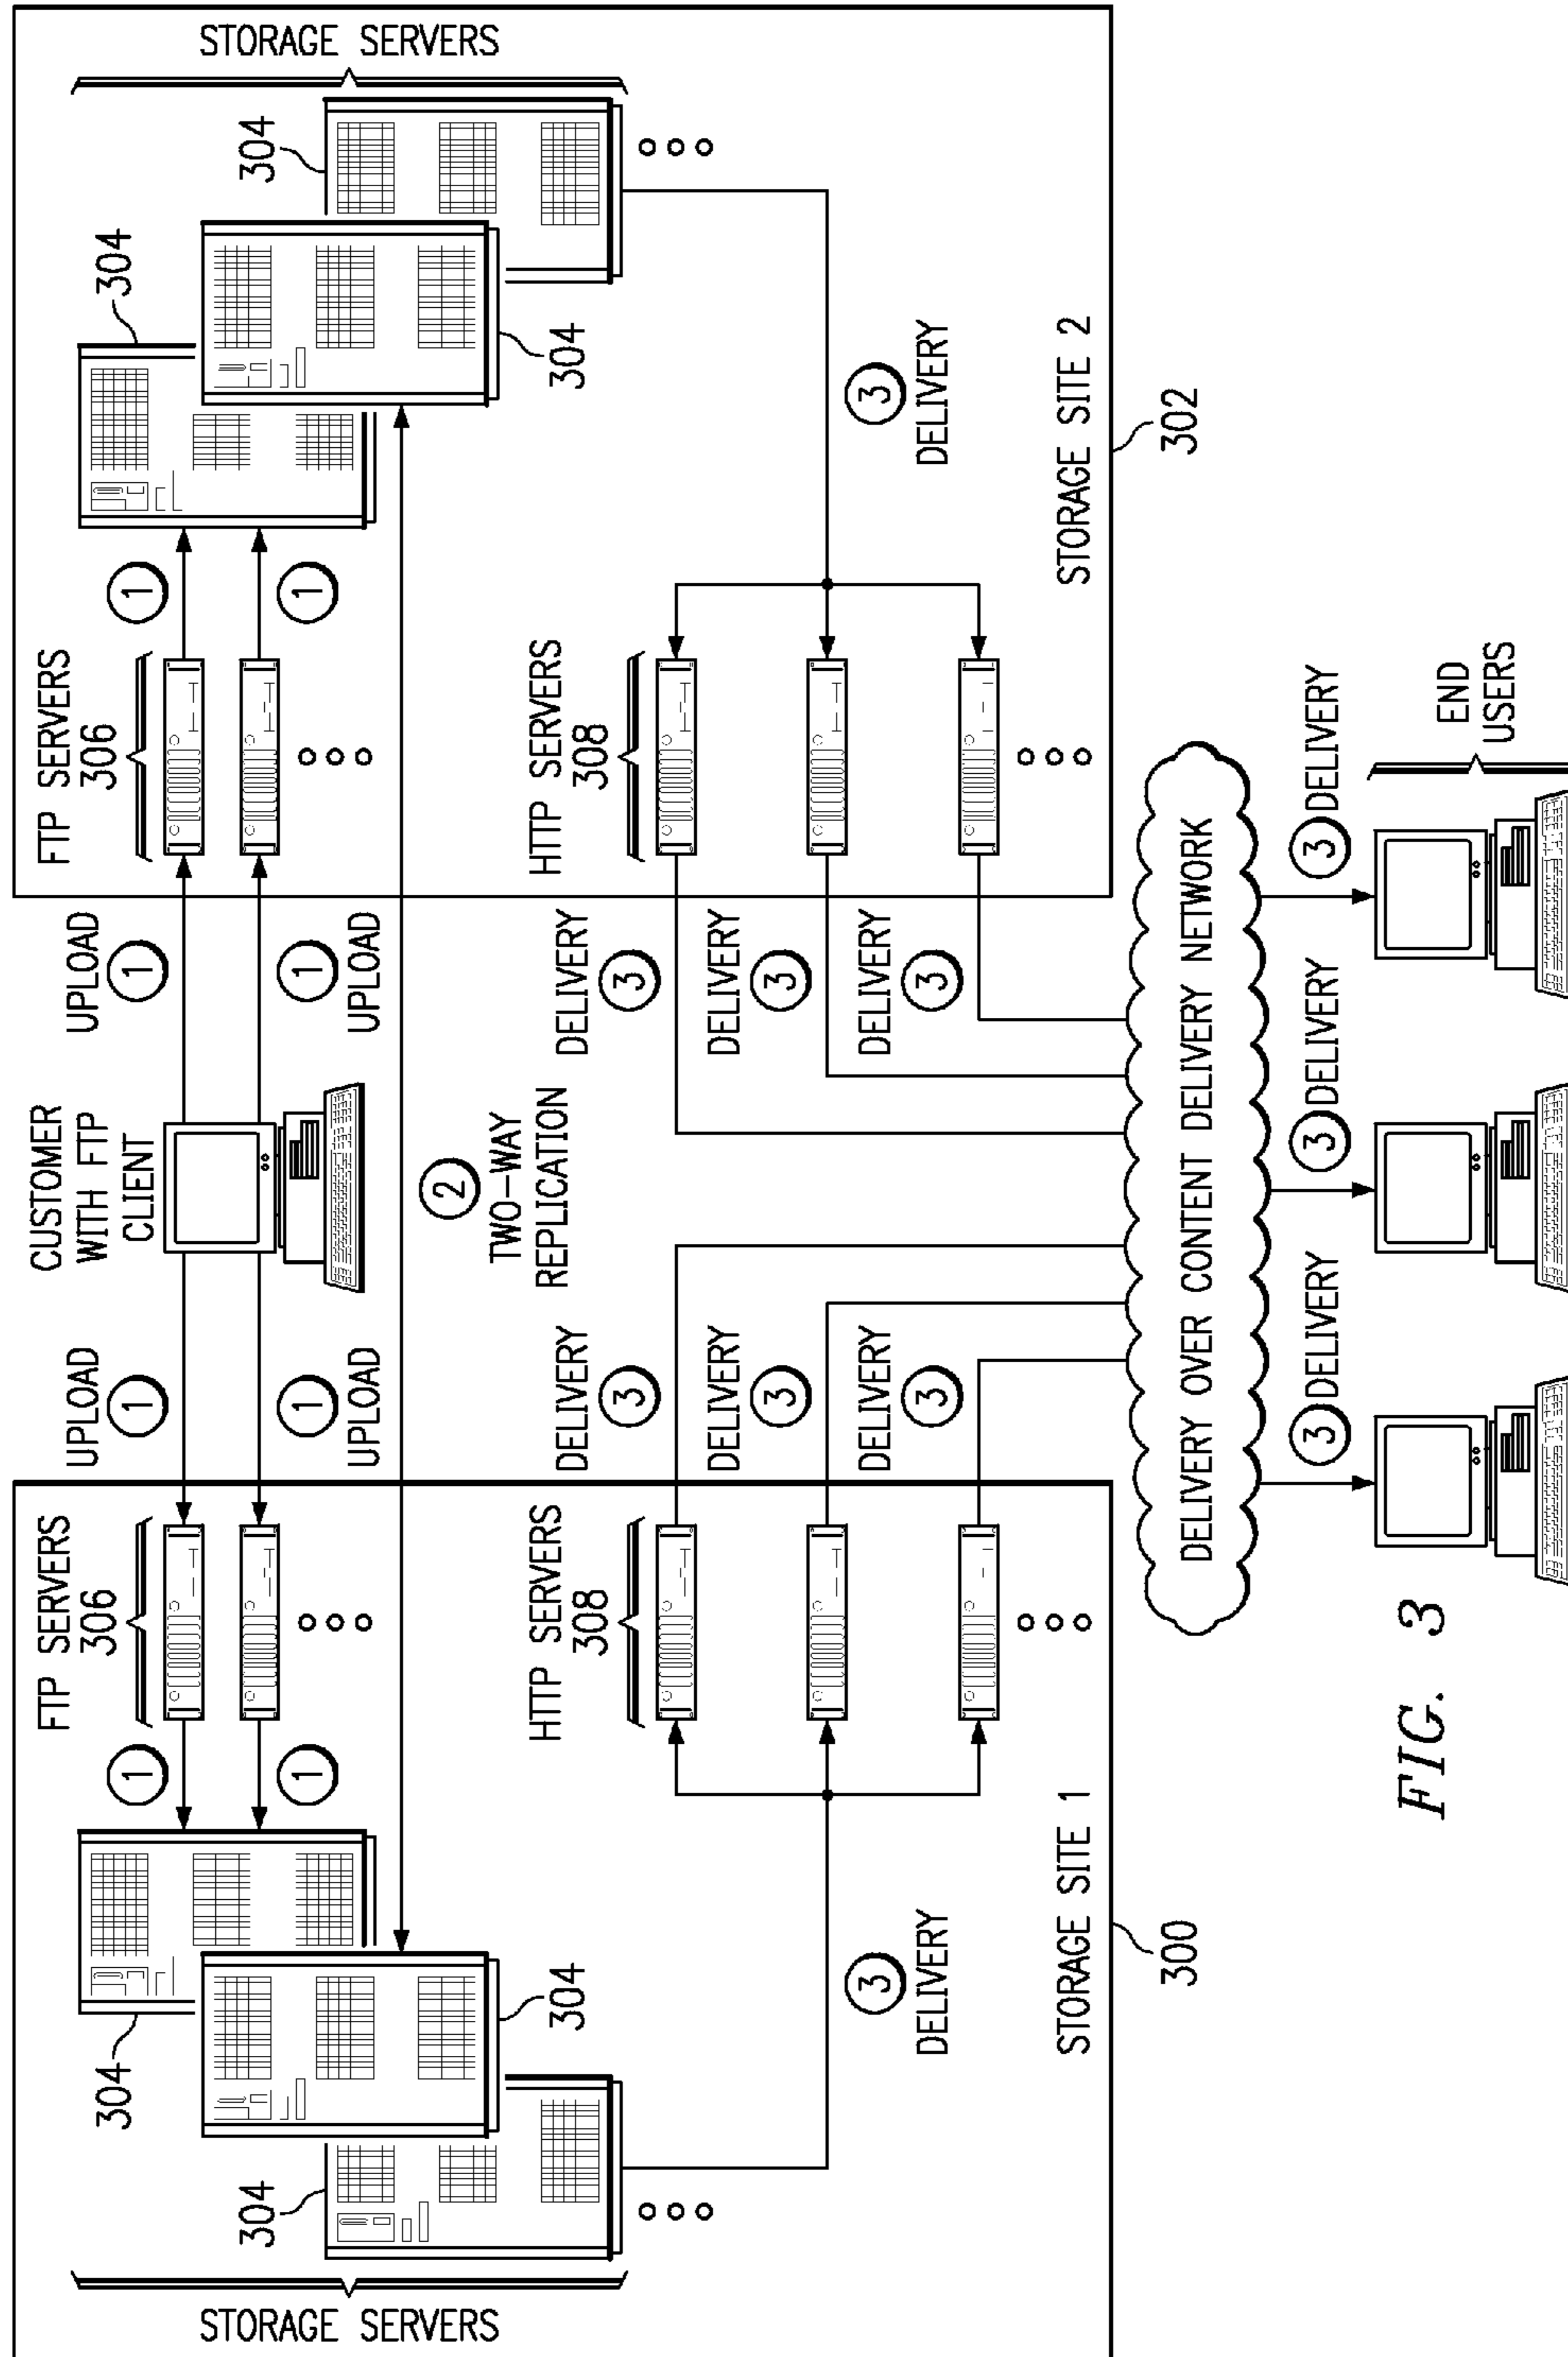 STORAGE SERVERS
304
304
304
FTP SERVERS
306
1
1
UPLOAD
1
1
UPLOAD
CUSTOMER
WITH FTP
CLIENT
UPLOAD
1
1
UPLOAD
FTP SERVERS
306
1
1
304
304
304
STORAGE SERVERS
2
TWO-WAY
REPLICATION
3
DELIVERY
HTTP SERVERS
308
DELIVERY
3
DELIVERY
3
DELIVERY
3
DELIVERY
3
DELIVERY
3
DELIVERY
3
HTTP SERVERS
308
3
DELIVERY
STORAGE SITE 1
300
STORAGE SITE 2
302
DELIVERY OVER CONTENT DELIVERY NETWORK
3 DELIVERY
3 DELIVERY
3 DELIVERY
END
USERS
FIG. 3